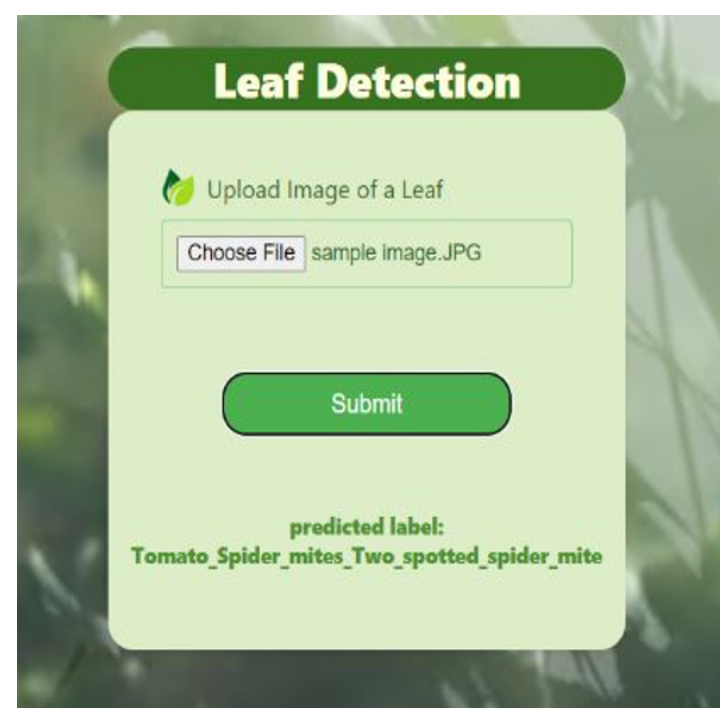 Leaf Detection
Upload Image of a Leaf
Choose File sample image.JPG
Submit
predicted label:
Tomato_Spider_mites_Two_spotted_spider_mite